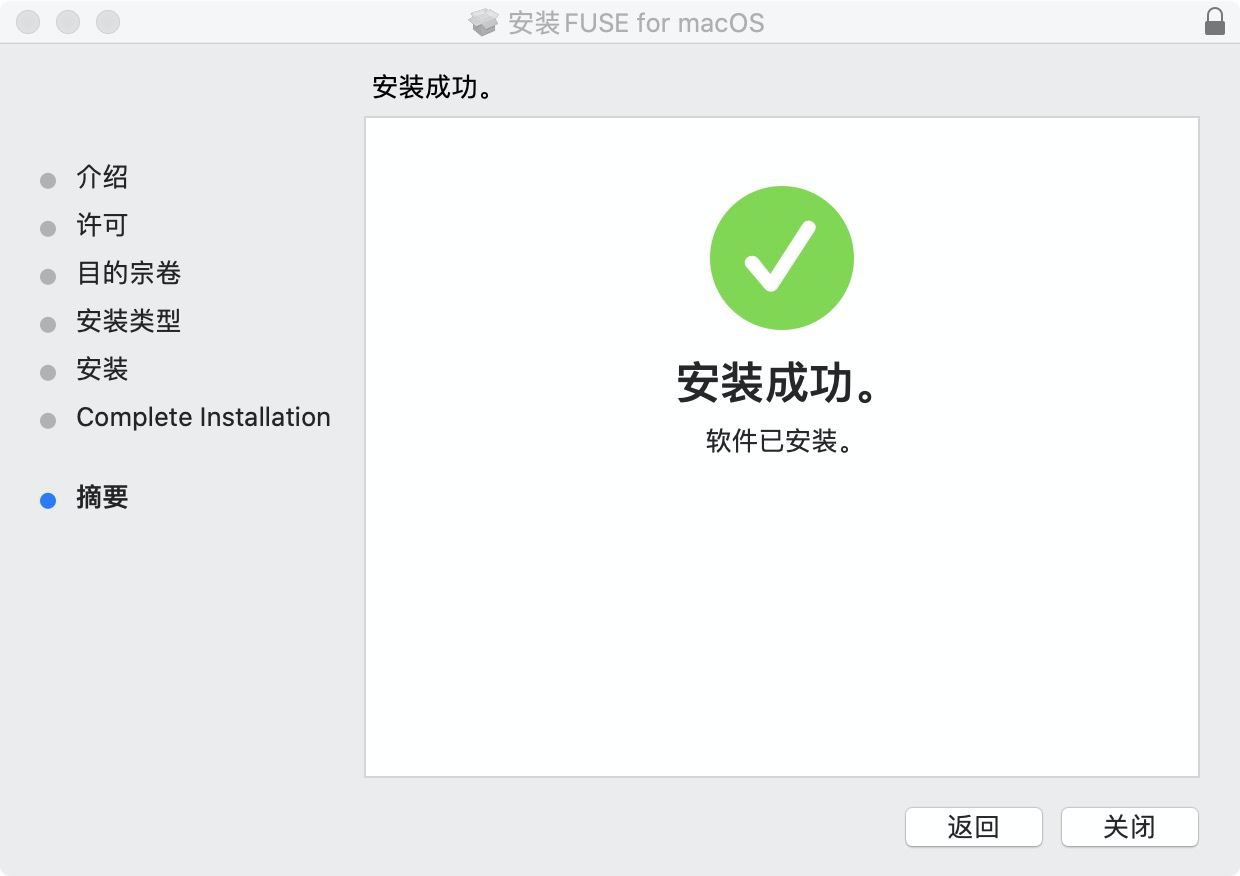 安装FUSE for macOS
安装成功。
介绍
许可
目的宗卷
安装类型
安装
Complete Installation
摘要
安装成功。
软件已安装。
返回
关闭